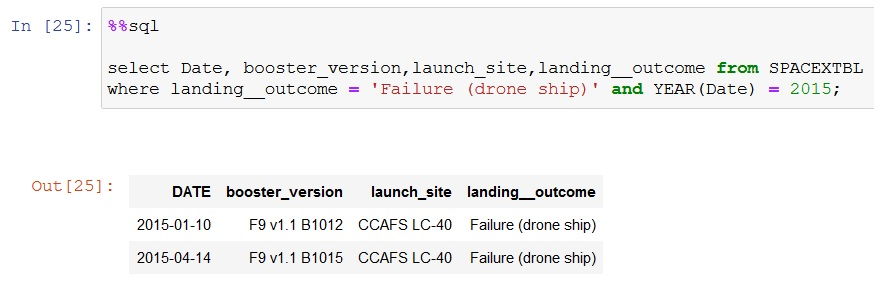 In [25]: %%sql
select Date, booster_version,launch_site,landing__outcome from SPACEXTBL
where landing__outcome = 'Failure (drone ship)' and YEAR(Date) = 2015;
Out[25]:
DATE booster_version launch_site landing__outcome
2015-01-10 F9 v1.1 B1012 CCAFS LC-40 Failure (drone ship)
2015-04-14 F9 v1.1 B1015 CCAFS LC-40 Failure (drone ship)